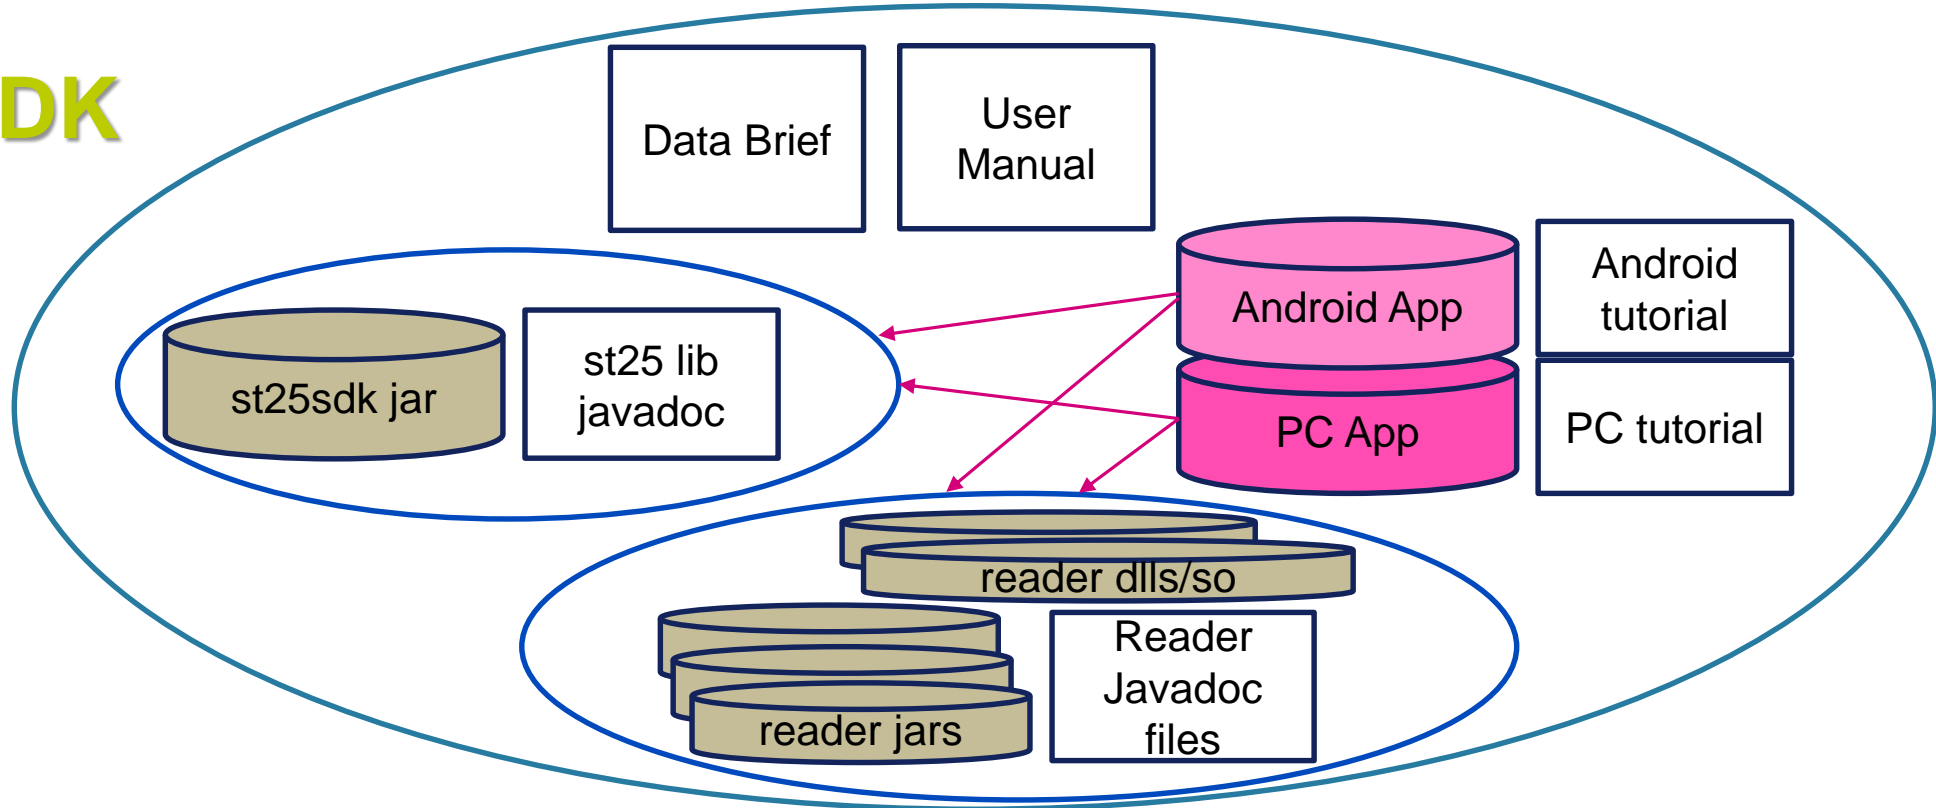 DK
Data Brief
User
Manual
Android App
Android
tutorial
st25sdk jar
st25 lib
javadoc
PC App
PC tutorial
reader dlls/so
reader jars
Reader
Javadoc
files